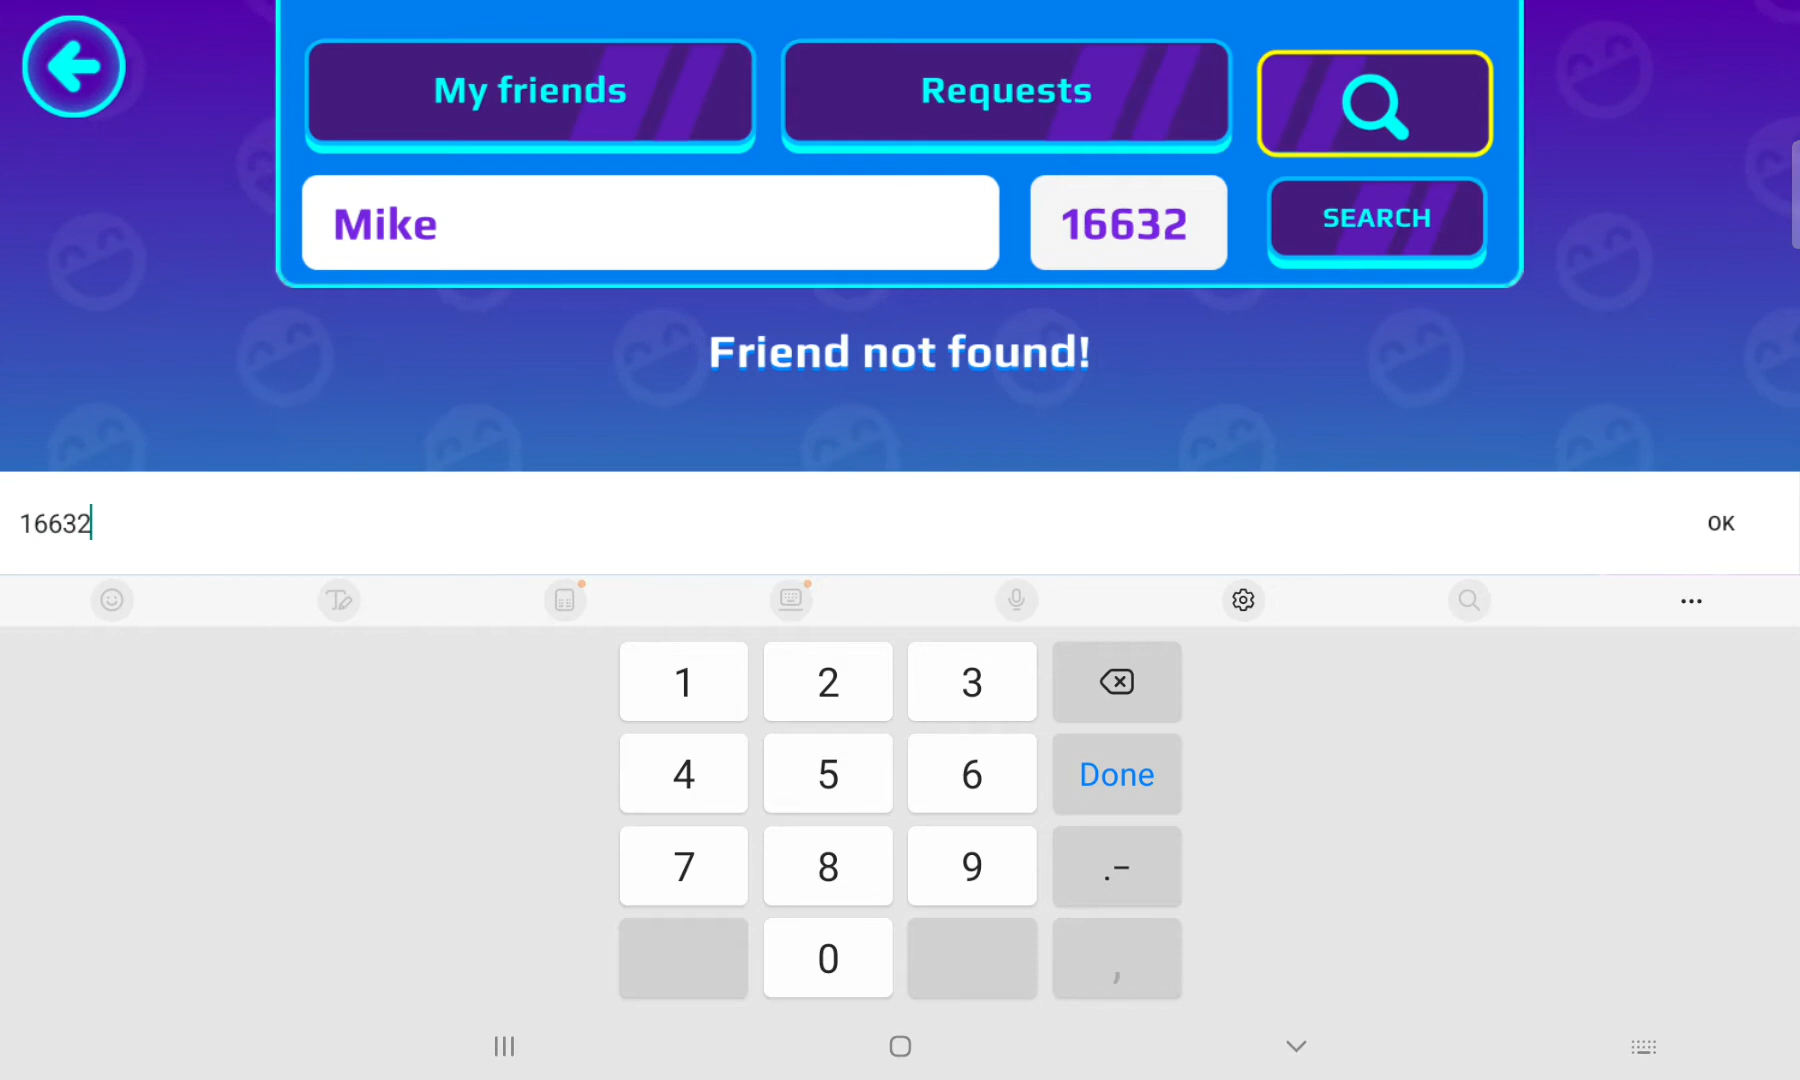 My friends
Requests
Mike
16632
SEARCH
Friend not found!
16632
OK
1
2
3
4
5
6
Done
7
8
9
.-
0
,